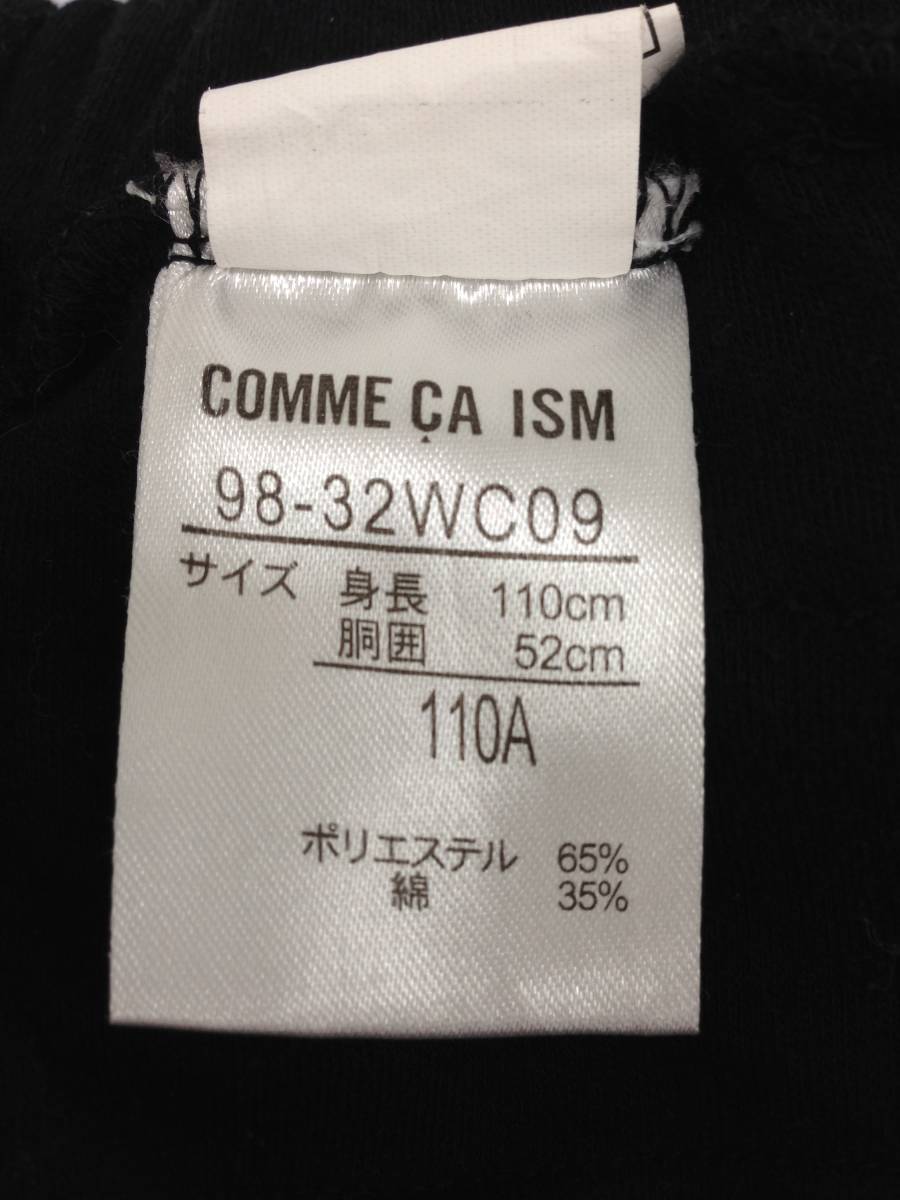 COMME ÇA ISM
98-32WC09
サイズ 身長 110cm
胴囲 52cm
110A
ポリエステル 65%
綿 35%